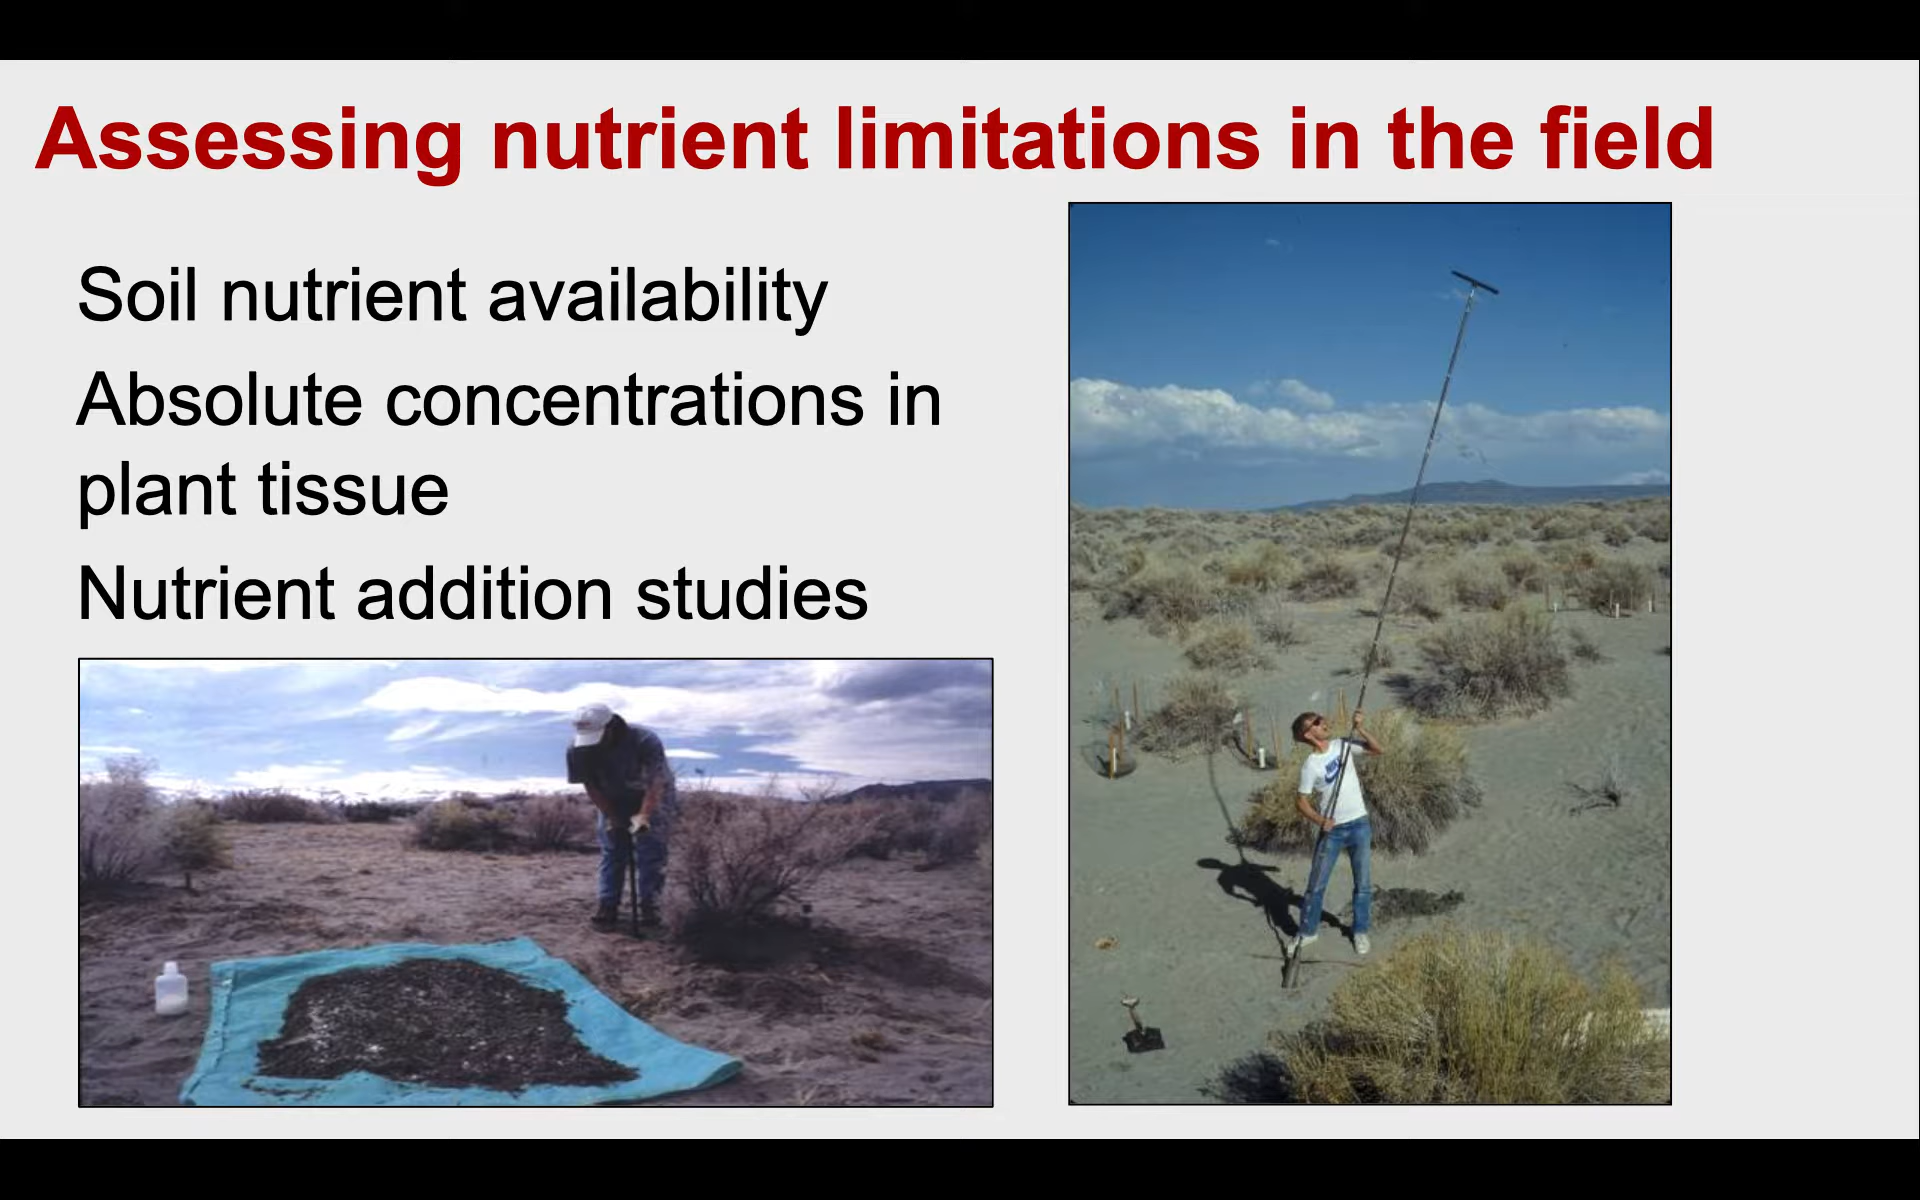 Assessing nutrient limitations in the field
Soil nutrient availability
Absolute concentrations in
plant tissue
Nutrient addition studies